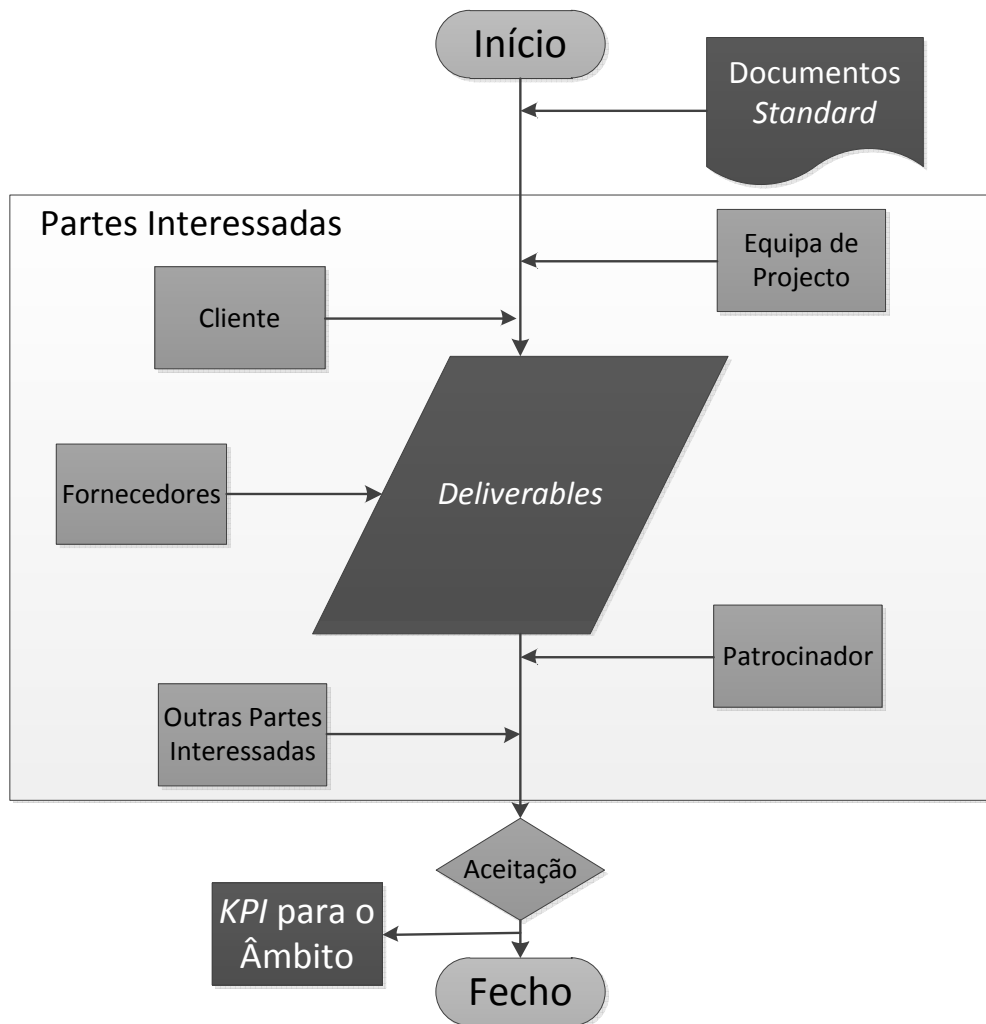 Início
Documentos
Standard
Partes Interessadas
Equipa de
Projecto
Cliente
Fornecedores
Deliverables
Patrocinador
Outras Partes
Interessadas
Aceitação
KPI para o
Âmbito
Fecho